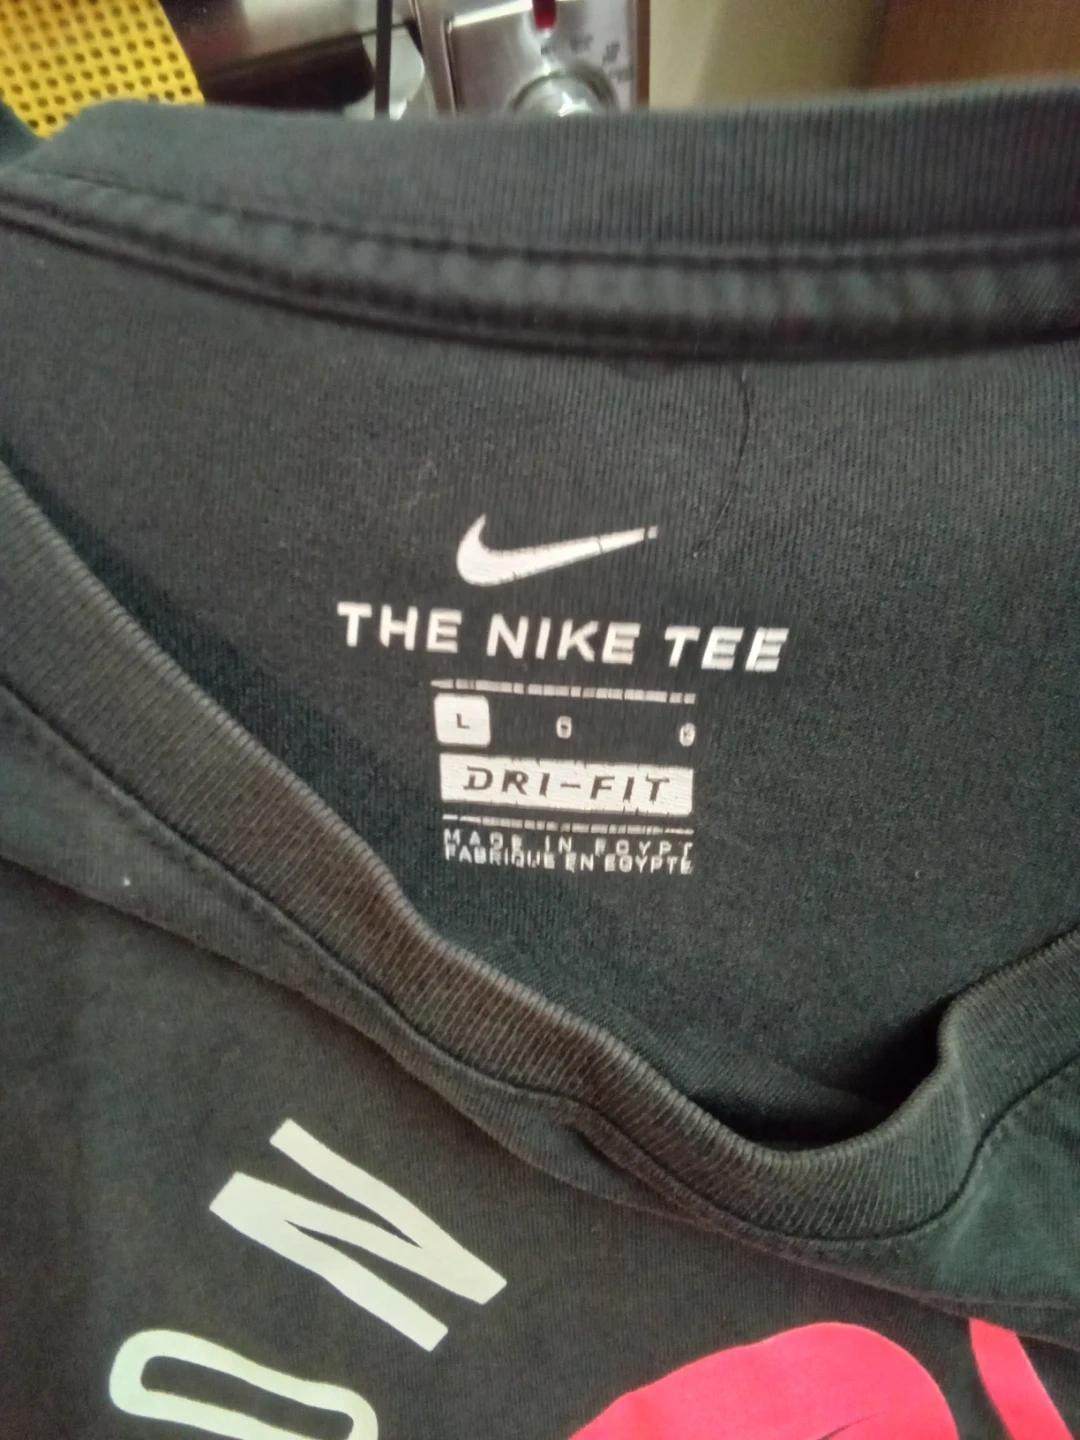 THE NIKE TEE
L G G
DRI-FIT
MADE IN EGYPT
FABRIQUE EN EGYPTE